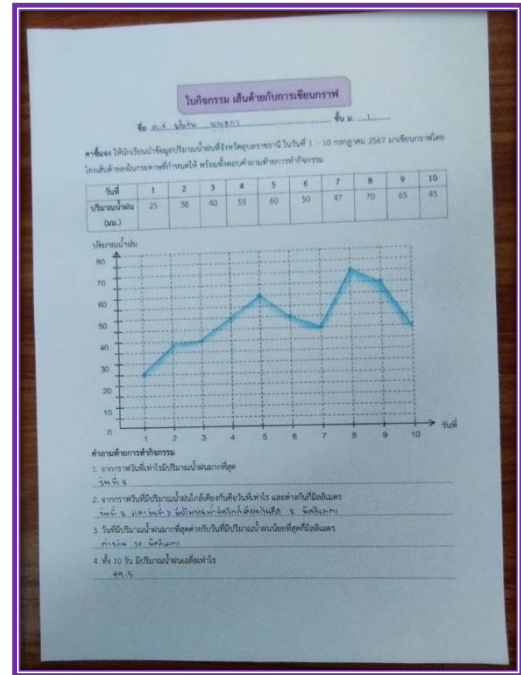 ใบกิจกรรม เส้นด้ายกับการเขียนกราฟ
ชื่อ ด.ช. ชั้น ม. 1
คำชี้แจง ให้นักเรียนนำข้อมูลปริมาณน้ำฝนที่จังหวัดอุบลราชธานี ในวันที่ 1 – 10 กรกฎาคม 2567 มาเขียนกราฟโดย
โยงเส้นด้ายลงในกระดาษที่กำหนดให้ พร้อมทั้งตอบคำถามท้ายการทำกิจกรรม
วันที่ 1 2 3 4 5 6 7 8 9 10
ปริมาณน้ำฝน (มม.) 25 38 40 55 60 50 47 70 65 45
ปริมาณน้ำฝน
80
70
60
50
40
30
20
10
0
1 2 3 4 5 6 7 8 9 10 วันที่
คำถามท้ายการทำกิจกรรม
1. จากกราฟวันที่เท่าไรมีปริมาณน้ำฝนมากที่สุด
วันที่ 8
2. จากกราฟวันที่มีปริมาณน้ำฝนใกล้เคียงกันคือวันที่เท่าไร และต่างกันกี่มิลลิเมตร
3. วันที่มีปริมาณน้ำฝนมากที่สุดต่างกับวันที่มีปริมาณน้ำฝนน้อยที่สุดกี่มิลลิเมตร
4. ทั้ง 10 วัน มีปริมาณน้ำฝนเฉลี่ยเท่าไร
49.5